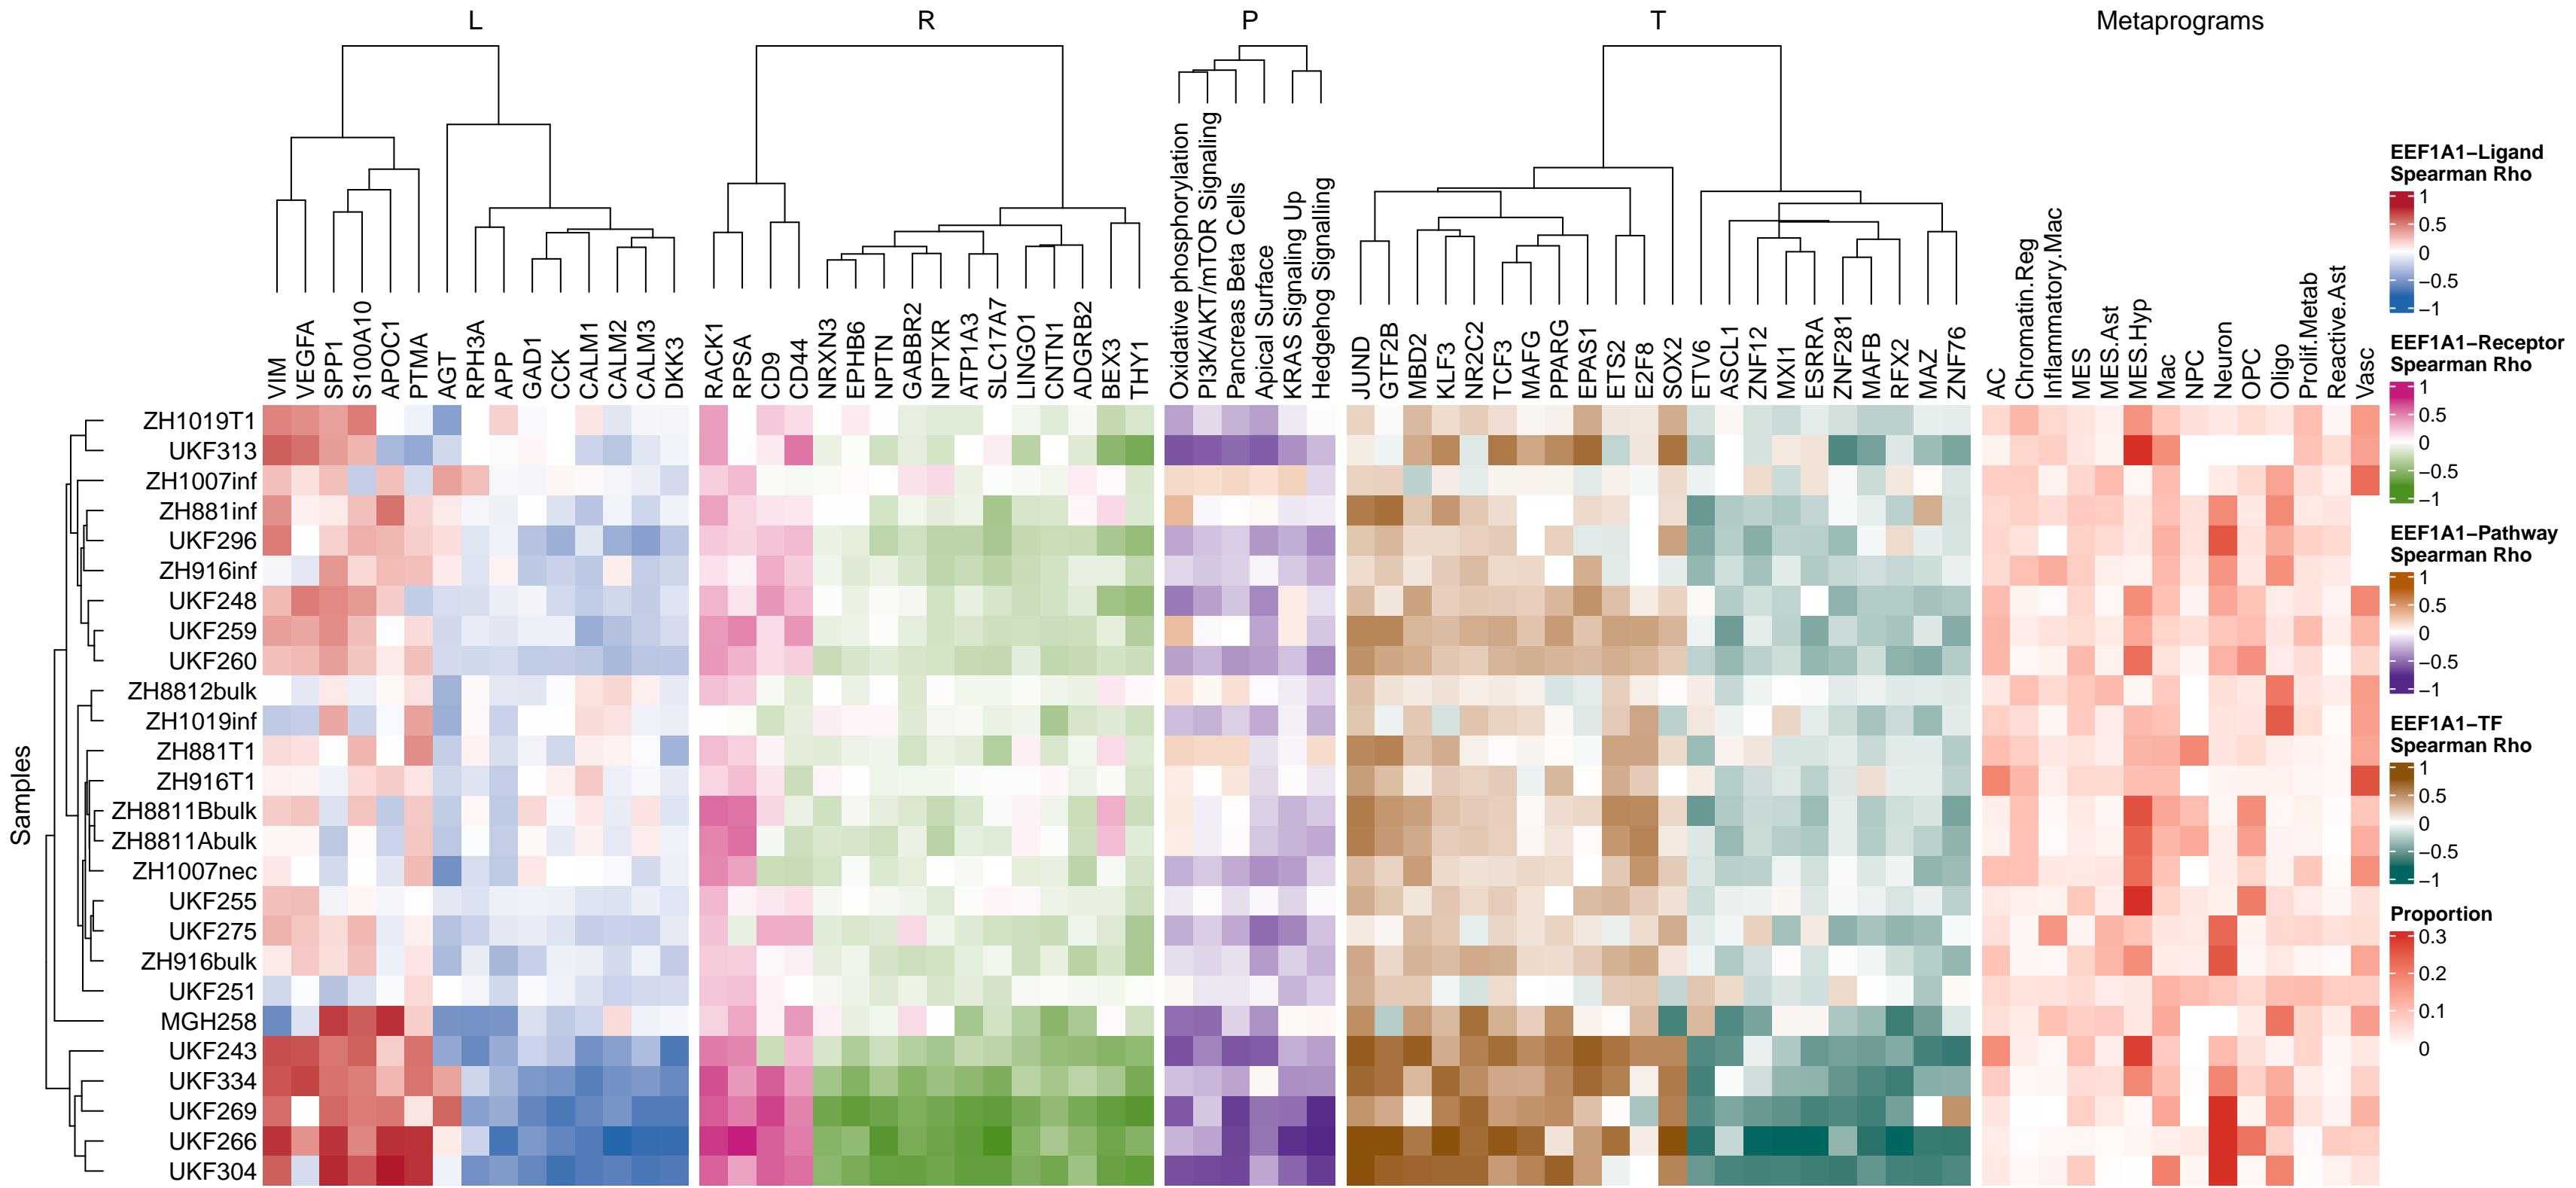 L R P T Metaprograms
VIM VEGFA SPP1 S100A10 APOC1 PTMA AGT RPH3A APP GAD1 CCK CALM1 CALM2 CALM3 DKK3
RACK1 RPSA CD9 CD44 NRXN3 EPHB6 NPTN GABBR2 NPTXR ATP1A3 SLC17A7 LINGO1 CNTN1 ADGRB2 BEX3 THY1
Oxidative phosphorylation
PI3K/AKT/mTOR Signaling
Pancreas Beta Cells
Apical Surface
KRAS Signaling Up
Hedgehog Signalling
JUND GTF2B MBD2 KLF3 NR2C2 TCF3 MAFG PPARG EPAS1 ETS2 E2F8 SOX2 ETV6 ASCL1 ZNF12 MXI1 ESRRA ZNF281 MAFB RFX2 MAZ ZNF76
AC Chromatin.Reg Inflammatory.Mac MES MES.Ast MES.Hyp Mac NPC Neuron OPC Oligo Prolif.Metab Reactive.Ast Vasc
Samples
ZH1019T1
UKF313
ZH1007inf
ZH881inf
UKF296
ZH916inf
UKF248
UKF259
UKF260
ZH8812bulk
ZH1019inf
ZH881T1
ZH916T1
ZH8811Bbulk
ZH8811Abulk
ZH1007nec
UKF255
UKF275
ZH916bulk
UKF251
MGH258
UKF243
UKF334
UKF269
UKF266
UKF304
EEF1A1−Ligand
Spearman Rho
1
0.5
0
−0.5
−1
EEF1A1−Receptor
Spearman Rho
1
0.5
0
−0.5
−1
EEF1A1−Pathway
Spearman Rho
1
0.5
0
−0.5
−1
EEF1A1−TF
Spearman Rho
1
0.5
0
−0.5
−1
Proportion
0.3
0.2
0.1
0